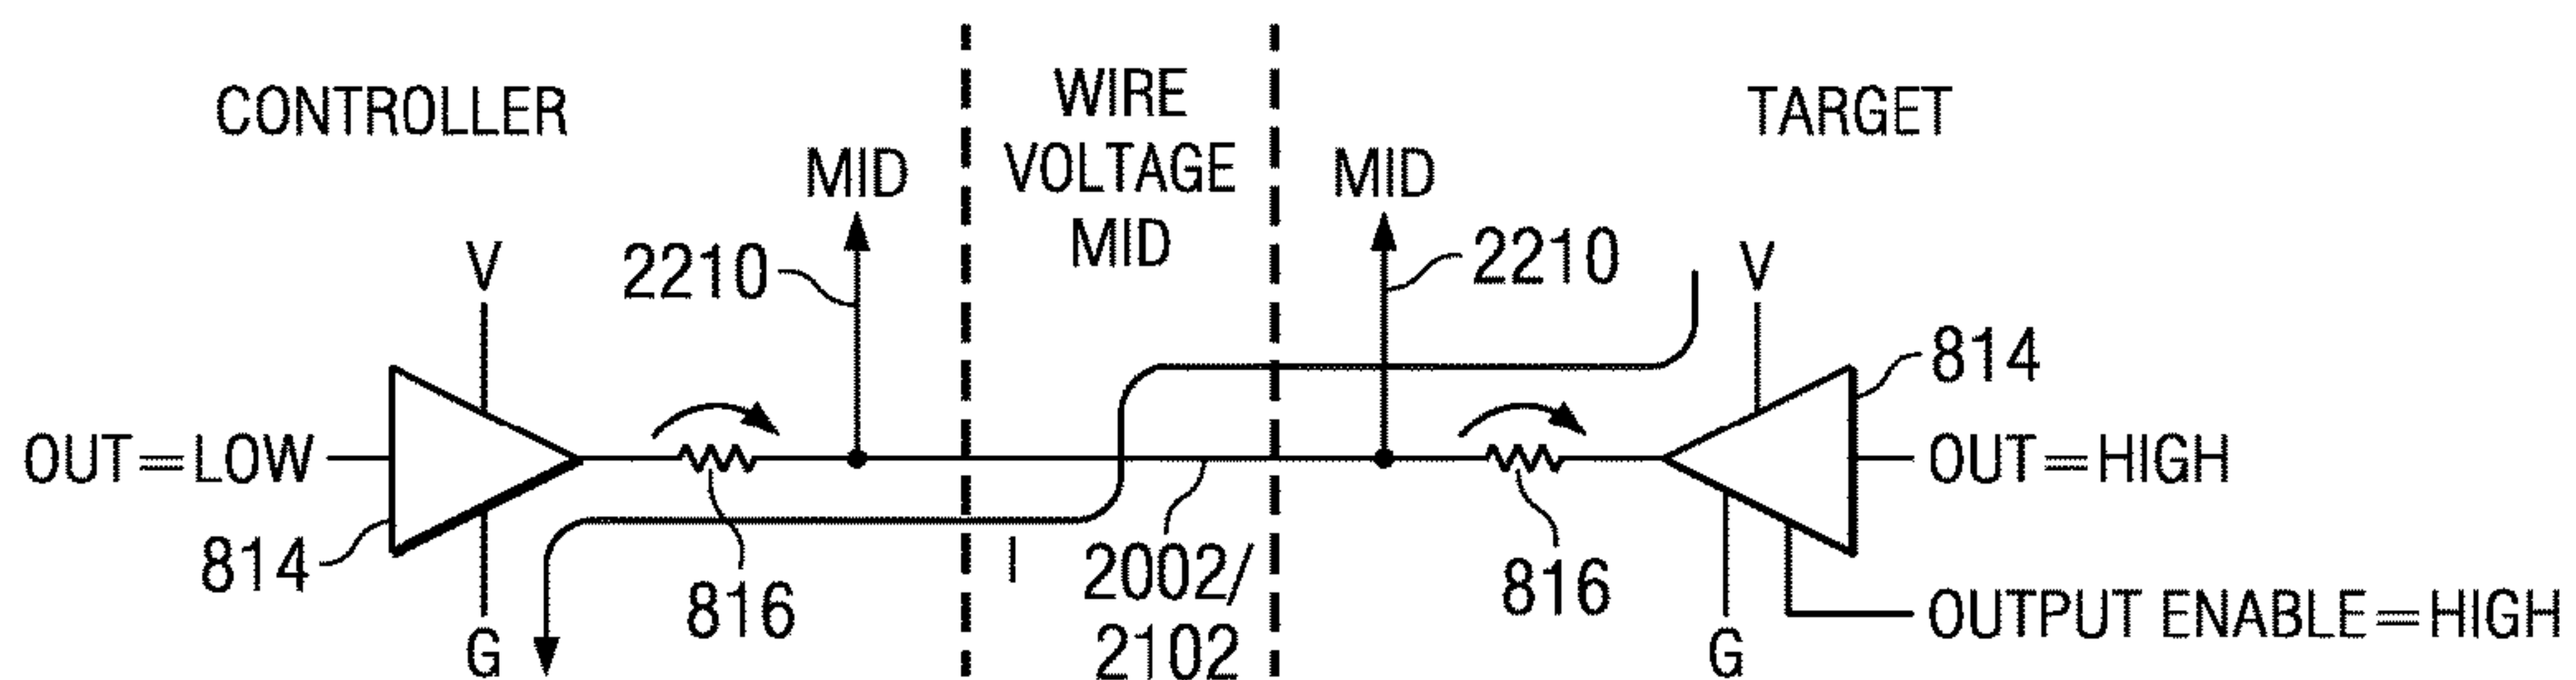 CONTROLLER
WIRE
VOLTAGE
MID
TARGET
MID
MID
2210
2210
V
V
814
OUT=LOW
OUT=HIGH
814
816
I
2002/
2102
816
OUTPUT ENABLE=HIGH
G
G